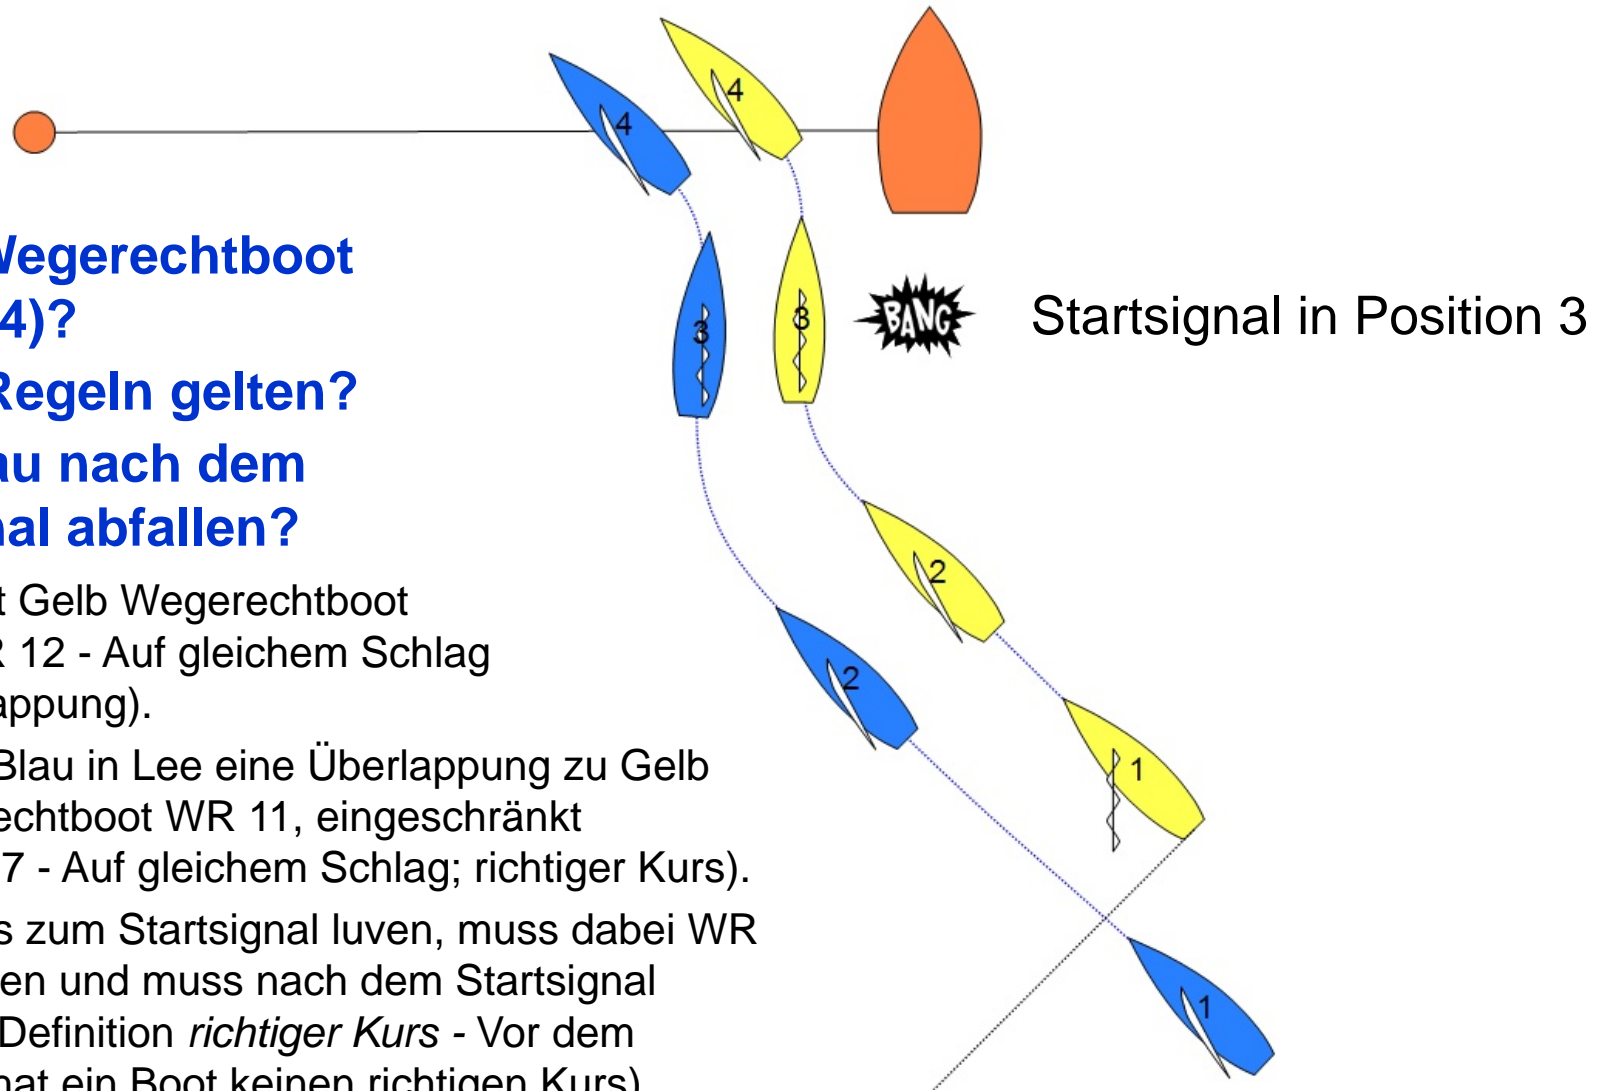 Wegerechtboot
4)?
Regeln gelten?
au nach dem
nal abfallen?
t Gelb Wegerechtboot
R 12 - Auf gleichem Schlag
appung).
Blau in Lee eine Überlappung zu Gelb
echtboot WR 11, eingeschränkt
7 - Auf gleichem Schlag; richtiger Kurs).
s zum Startsignal luven, muss dabei WR
en und muss nach dem Startsignal
Definition richtiger Kurs - Vor dem
hat ein Boot keinen richtigen Kurs)
4
4
3
3
BANG
Startsignal in Position 3
2
2
1
1